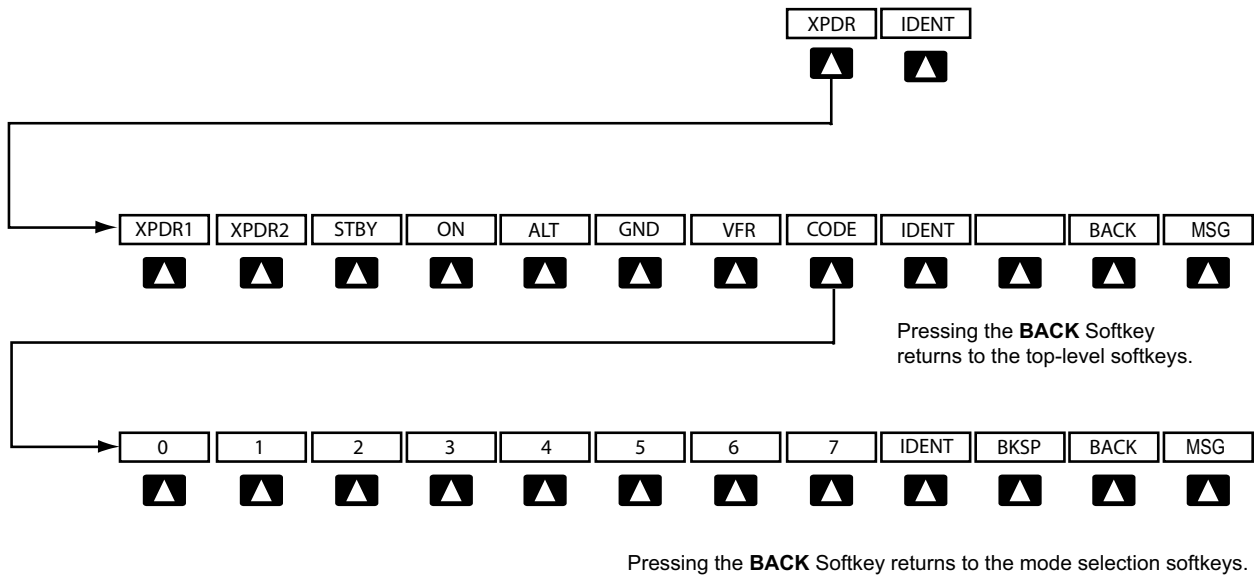 XPDR IDENT
XPDR1 XPDR2 STBY ON ALT GND VFR CODE IDENT BACK MSG
Pressing the BACK Softkey
returns to the top-level softkeys.
0 1 2 3 4 5 6 7 IDENT BKSP BACK MSG
Pressing the BACK Softkey returns to the mode selection softkeys.